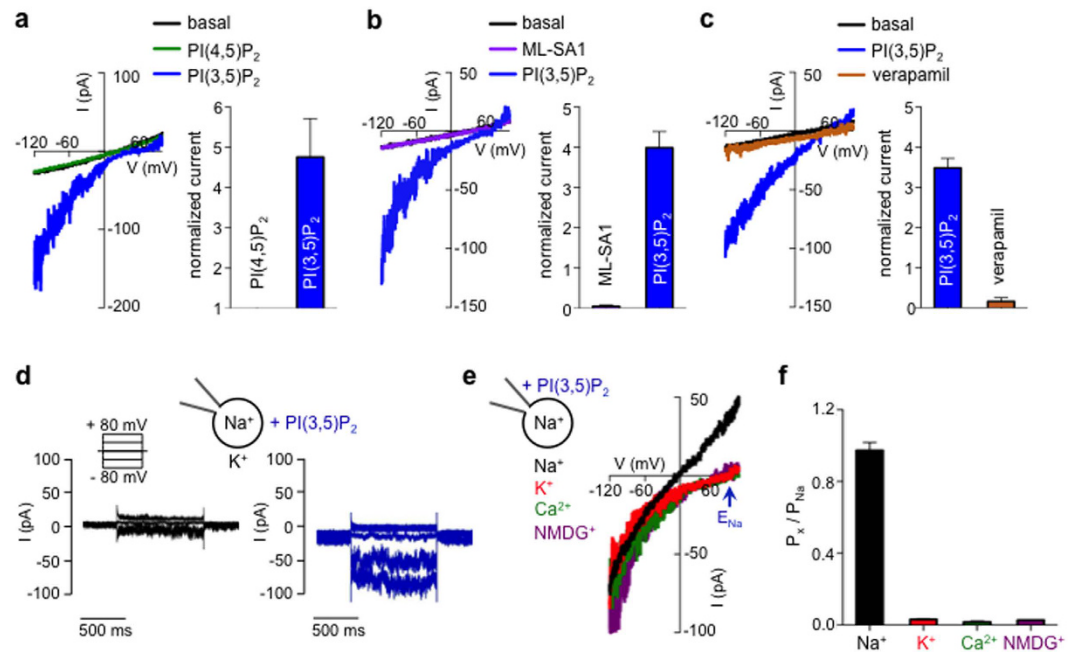 a
basal
PI(4,5)P2
PI(3,5)P2
I (pA)
100
-120
-60
60
V (mV)
-100
-200
normalized current
6
5
4
3
2
1
PI(4,5)P2
PI(3,5)P2
b
basal
ML-SA1
PI(3,5)P2
I (pA)
50
-120
-60
60
V (mV)
-50
-100
-150
normalized current
5
4
3
2
1
0
ML-SA1
PI(3,5)P2
c
basal
PI(3,5)P2
verapamil
I (pA)
50
-120
-60
60
V (mV)
-50
-100
-150
normalized current
5
4
3
2
1
0
PI(3,5)P2
verapamil
d
+ 80 mV
- 80 mV
Na+
+ PI(3,5)P2
K+
I (pA)
100
50
0
-50
-100
500 ms
I (pA)
100
50
0
-50
-100
500 ms
e
+ PI(3,5)P2
Na+
Na+
K+
Ca2+
NMDG+
50
V (mV)
-120
-60
60
ENa
-50
I (pA)
-100
f
Px / PNa
1.2
0.8
0.4
0.0
Na+
K+
Ca2+
NMDG+